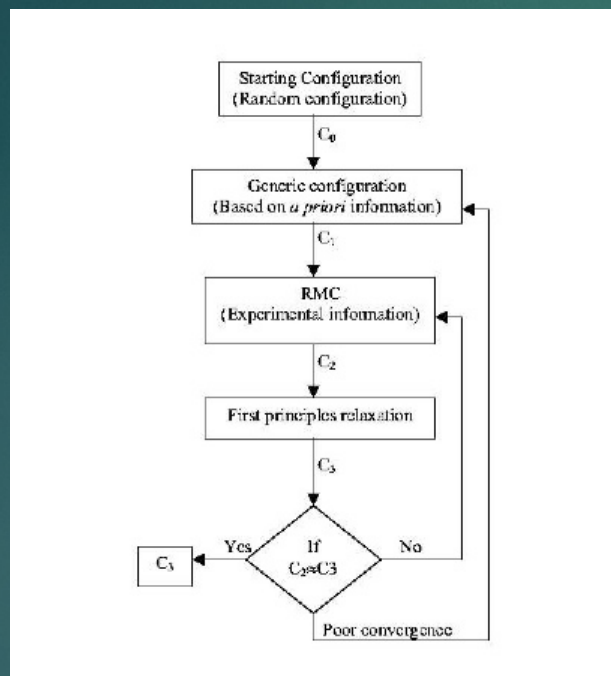 Starting Configuration
(Random configuration)
C₀
Generic configuration
(Based on a priori information)
C₁
RMC
(Experimental information)
C₂
First principles relaxation
C₃
Yes
If
No
C₃
C₂≈C3
Poor convergence